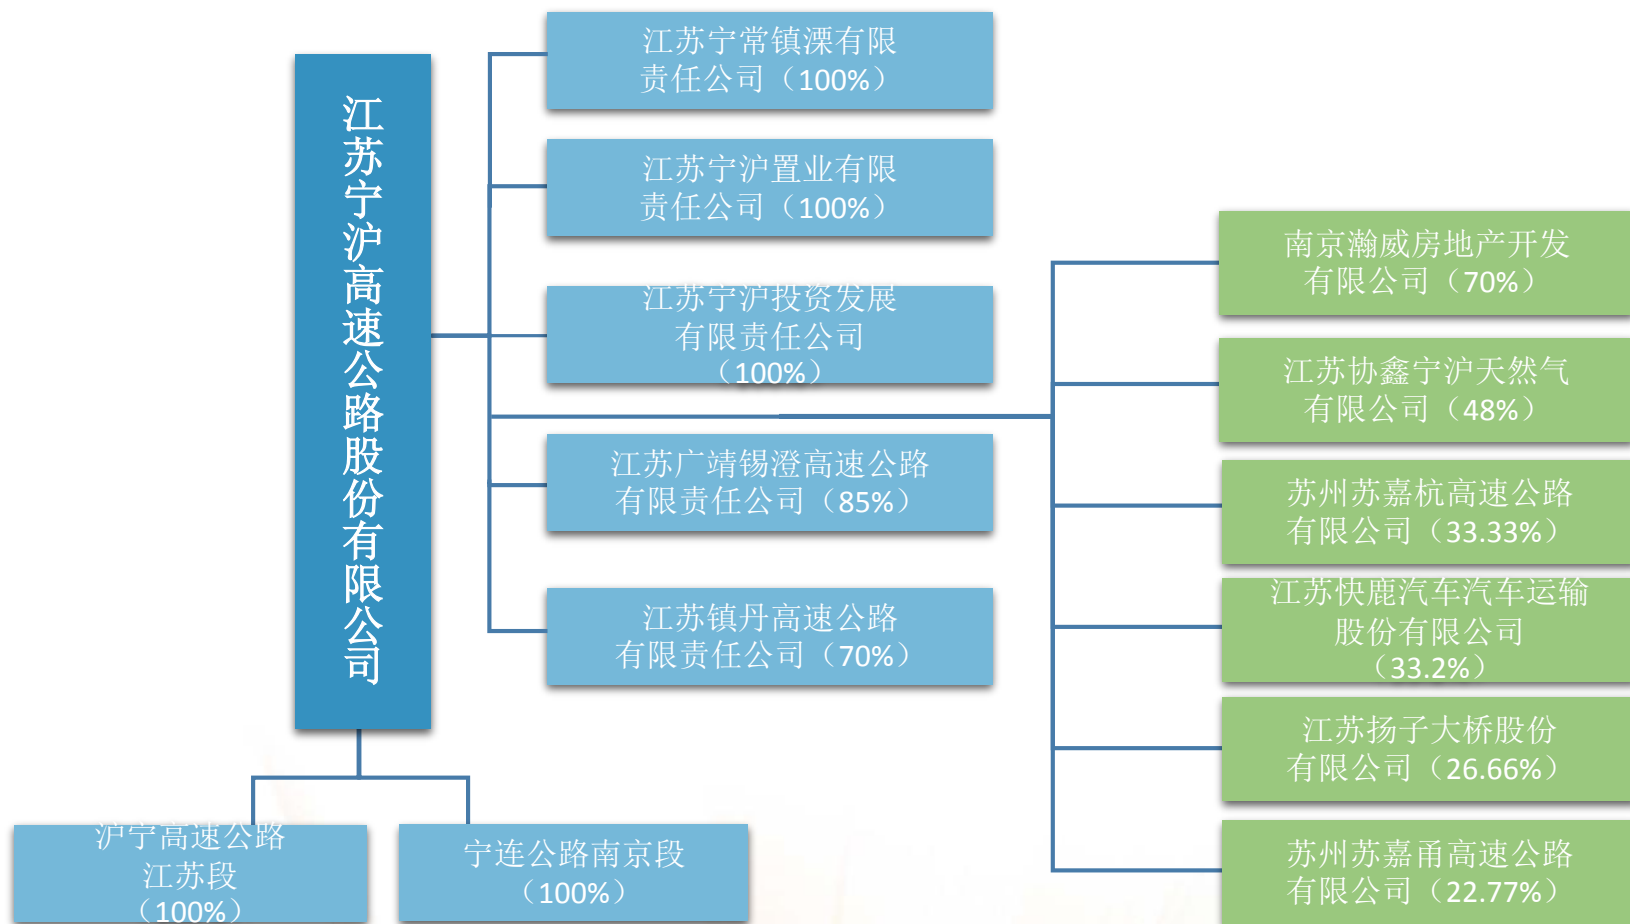 江苏宁沪高速公路股份有限公司
江苏宁常镇溧有限
责任公司（100%）
江苏宁沪置业有限
责任公司（100%）
江苏宁沪投资发展
有限责任公司
（100%）
江苏广靖锡澄高速公路
有限责任公司（85%）
江苏镇丹高速公路
有限责任公司（70%）
南京瀚威房地产开发
有限公司（70%）
江苏协鑫宁沪天然气
有限公司（48%）
苏州苏嘉杭高速公路
有限公司（33.33%）
江苏快鹿汽车汽车运输
股份有限公司
（33.2%）
江苏扬子大桥股份
有限公司（26.66%）
苏州苏嘉甬高速公路
有限公司（22.77%）
沪宁高速公路
江苏段
（100%）
宁连公路南京段
（100%）